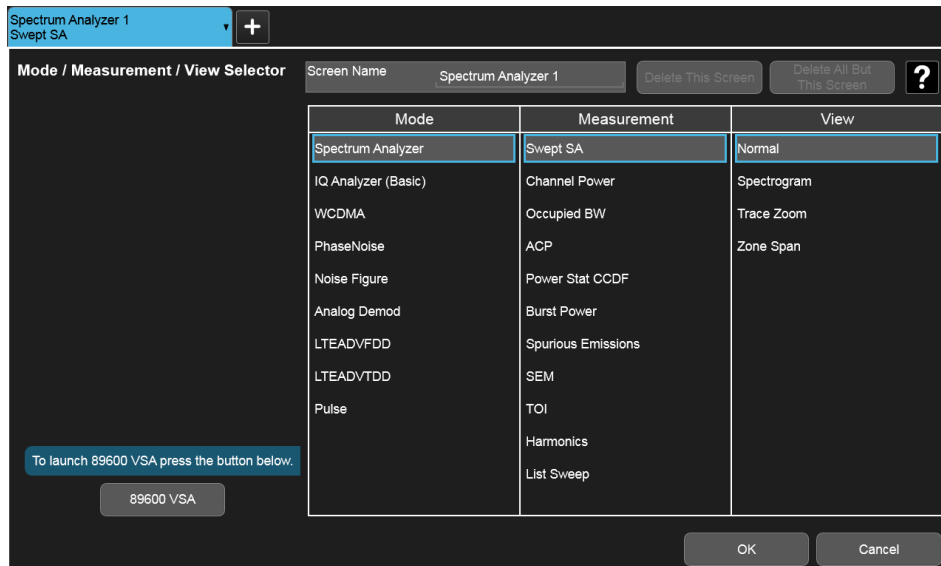 Spectrum Analyzer 1
Swept SA
+
Mode / Measurement / View Selector
Screen Name
Spectrum Analyzer 1
Delete This Screen
Delete All But
This Screen
?
Mode
Measurement
View
Spectrum Analyzer
Swept SA
Normal
IQ Analyzer (Basic)
Channel Power
Spectrogram
WCDMA
Occupied BW
Trace Zoom
PhaseNoise
ACP
Zone Span
Noise Figure
Power Stat CCDF
Analog Demod
Burst Power
LTEADVFDD
Spurious Emissions
LTEADVTDD
SEM
Pulse
TOI
Harmonics
List Sweep
To launch 89600 VSA press the button below.
89600 VSA
OK
Cancel